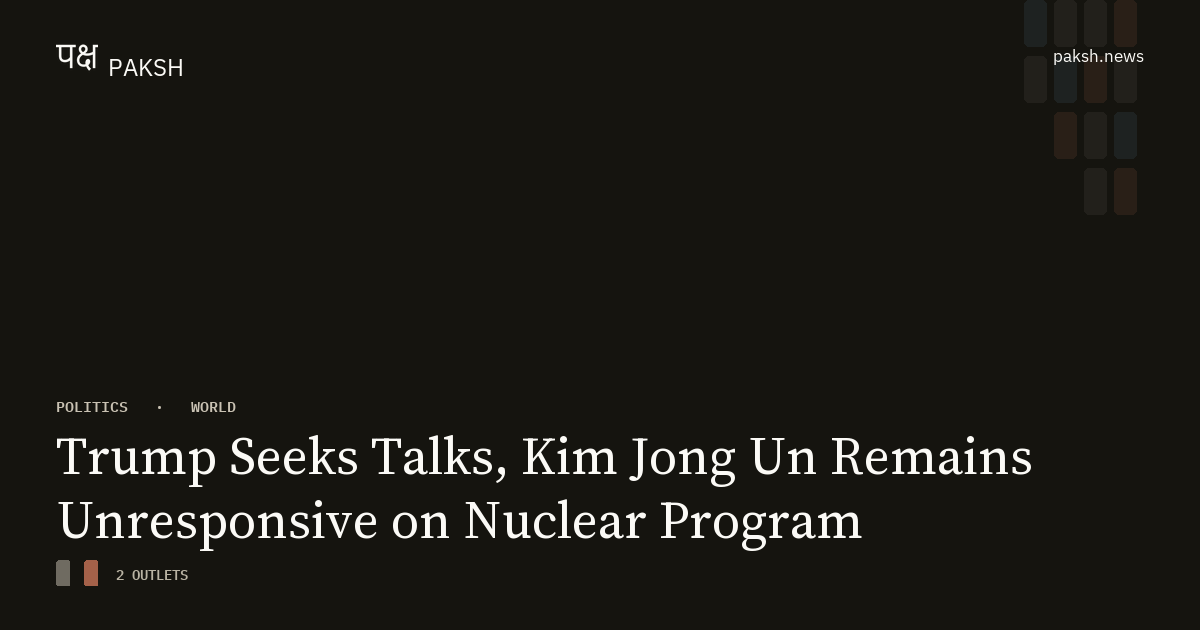 पक्ष PAKSH
paksh.news
POLITICS · WORLD
Trump Seeks Talks, Kim Jong Un Remains
Unresponsive on Nuclear Program
2 OUTLETS